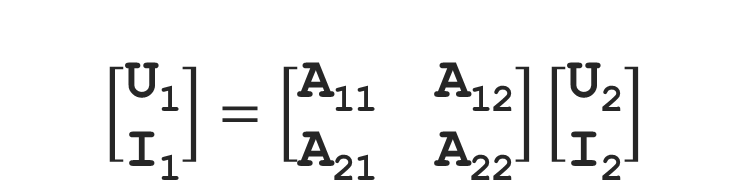 [U₁] = [A₁₁ A₁₂] [U₂]
[I₁] [A₂₁ A₂₂] [I₂]